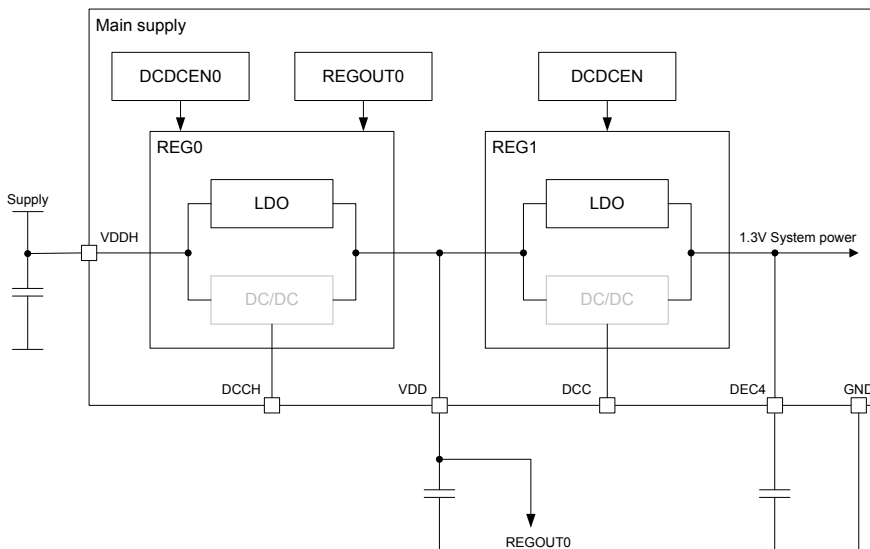 Main supply
DCDCEN0
REGOUT0
DCDCEN
REG0
REG1
LDO
LDO
Supply
VDDH
1.3V System power
DC/DC
DC/DC
DCCH
VDD
DCC
DEC4
GND
REGOUT0